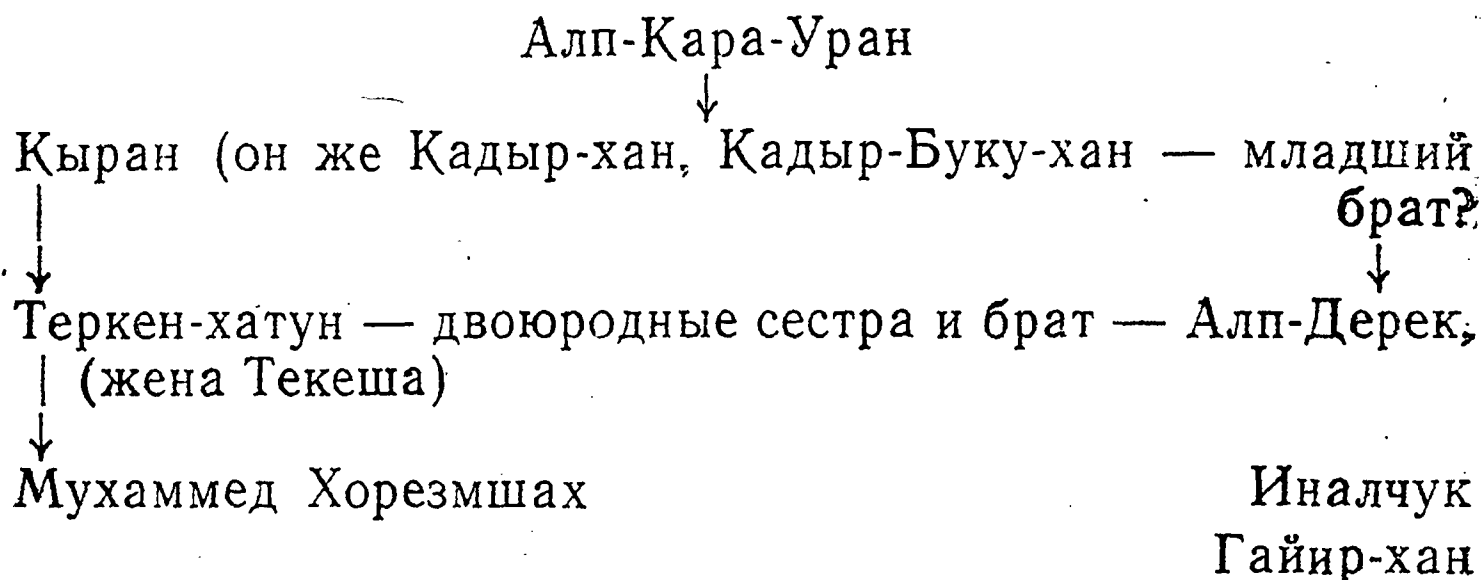 Алп-Кара-Уран
Кыран (он же Кадыр-хан, Кадыр-Буку-хан — младший
брат?
Теркен-хатун — двоюродные сестра и брат — Алп-Дерек,
(жена Текеша)
Мухаммед Хорезмшах Иналчук
Гайир-хан